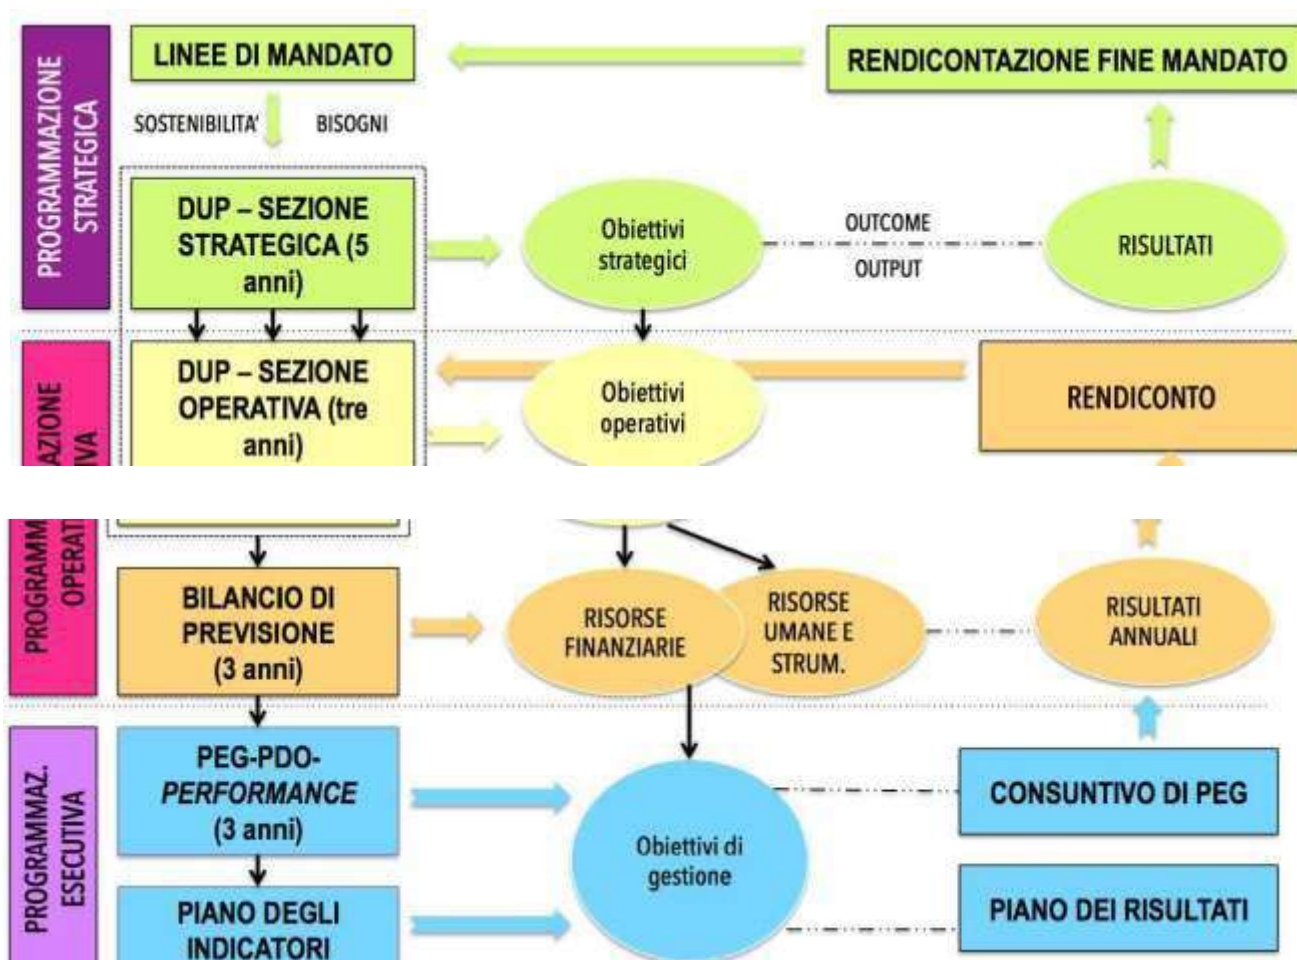 PROGRAMMAZIONE
STRATEGICA
LINEE DI MANDATO
RENDICONTAZIONE FINE MANDATO
SOSTENIBILITA'
BISOGNI
DUP – SEZIONE
STRATEGICA (5
anni)
Obiettivi
strategici
OUTCOME
OUTPUT
RISULTATI
AZIONE
IVA
DUP – SEZIONE
OPERATIVA (tre
anni)
Obiettivi
operativi
RENDICONTO
PROGRAMM
OPERAT
BILANCIO DI
PREVISIONE
(3 anni)
RISORSE
FINANZIARIE
RISORSE
UMANE E
STRUM.
RISULTATI
ANNUALI
PROGRAMMAZ.
ESECUTIVA
PEG-PDO-
PERFORMANCE
(3 anni)
Obiettivi di
gestione
CONSUNTIVO DI PEG
PIANO DEGLI
INDICATORI
PIANO DEI RISULTATI